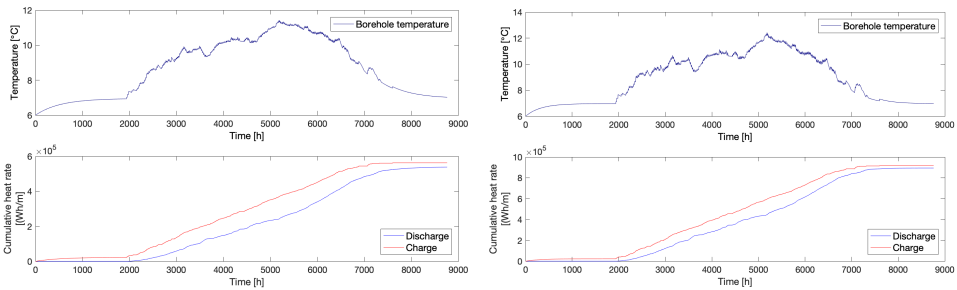 12
10
8
6
Temperature [°C]
Borehole temperature
0 1000 2000 3000 4000 5000 6000 7000 8000 9000
Time [h]
14
12
10
8
6
Temperature [°C]
Borehole temperature
0 1000 2000 3000 4000 5000 6000 7000 8000 9000
Time [h]
×10⁵
6
4
2
0
Cumulative heat rate
[(Wh/m]
Discharge
Charge
0 1000 2000 3000 4000 5000 6000 7000 8000 9000
Time [h]
×10⁵
10
8
6
4
2
0
Cumulative heat rate
[(Wh/m]
Discharge
Charge
0 1000 2000 3000 4000 5000 6000 7000 8000 9000
Time [h]